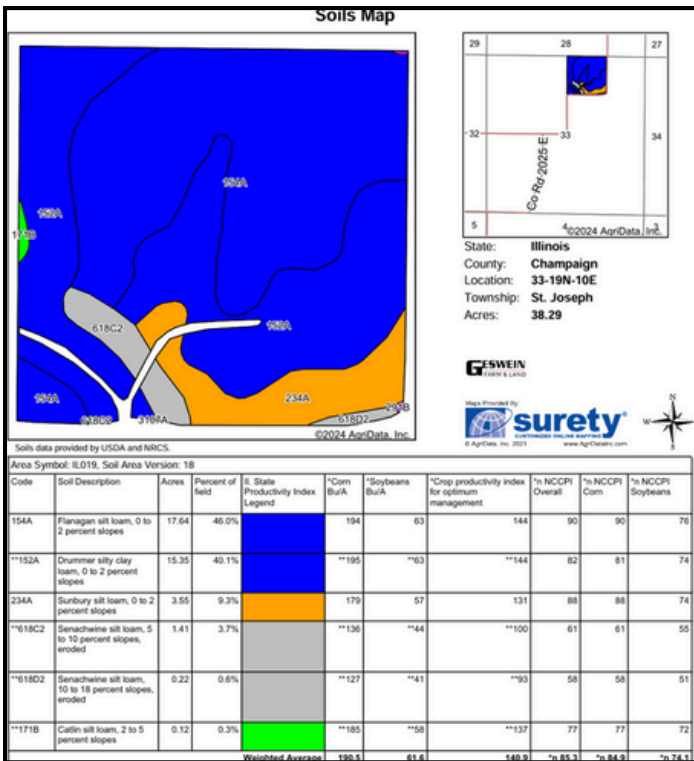 Soils Map
154A
152A
171B
618C2
152A
154A
234A
618C2
3107A
618D2
291B
©2024 AgriData, Inc.
Soils data provided by USDA and NRCS.
29
28
27
32
33
34
Co Rd 2025 E
5
4
3
©2024 AgriData, Inc.
State: Illinois
County: Champaign
Location: 33-19N-10E
Township: St. Joseph
Acres: 38.29
GESWEIN
FARM & LAND
Maps Provided By:
surety®
CUSTOMIZED ONLINE MAPPING
© AgriData, Inc. 2021 www.AgriDataInc.com
N
W
E
S
Area Symbol: IL019, Soil Area Version: 18
Code Soil Description Acres Percent of field Il. State Productivity Index Legend *Corn Bu/A *Soybeans Bu/A *Crop productivity index for optimum management *n NCCPI Overall *n NCCPI Corn *n NCCPI Soybeans
154A Flanagan silt loam, 0 to 2 percent slopes 17.64 46.0% 194 63 144 90 90 76
**152A Drummer silty clay loam, 0 to 2 percent slopes 15.35 40.1% **195 **63 **144 82 81 74
234A Sunbury silt loam, 0 to 2 percent slopes 3.55 9.3% 179 57 131 88 88 74
**618C2 Senachwine silt loam, 5 to 10 percent slopes, eroded 1.41 3.7% **136 **44 **100 61 61 55
**618D2 Senachwine silt loam, 10 to 18 percent slopes, eroded 0.22 0.6% **127 **41 **93 58 58 51
**171B Catlin silt loam, 2 to 5 percent slopes 0.12 0.3% **185 **58 **137 77 77 72
Weighted Average 190.5 61.6 140.9 *n 85.3 *n 84.9 *n 74.1